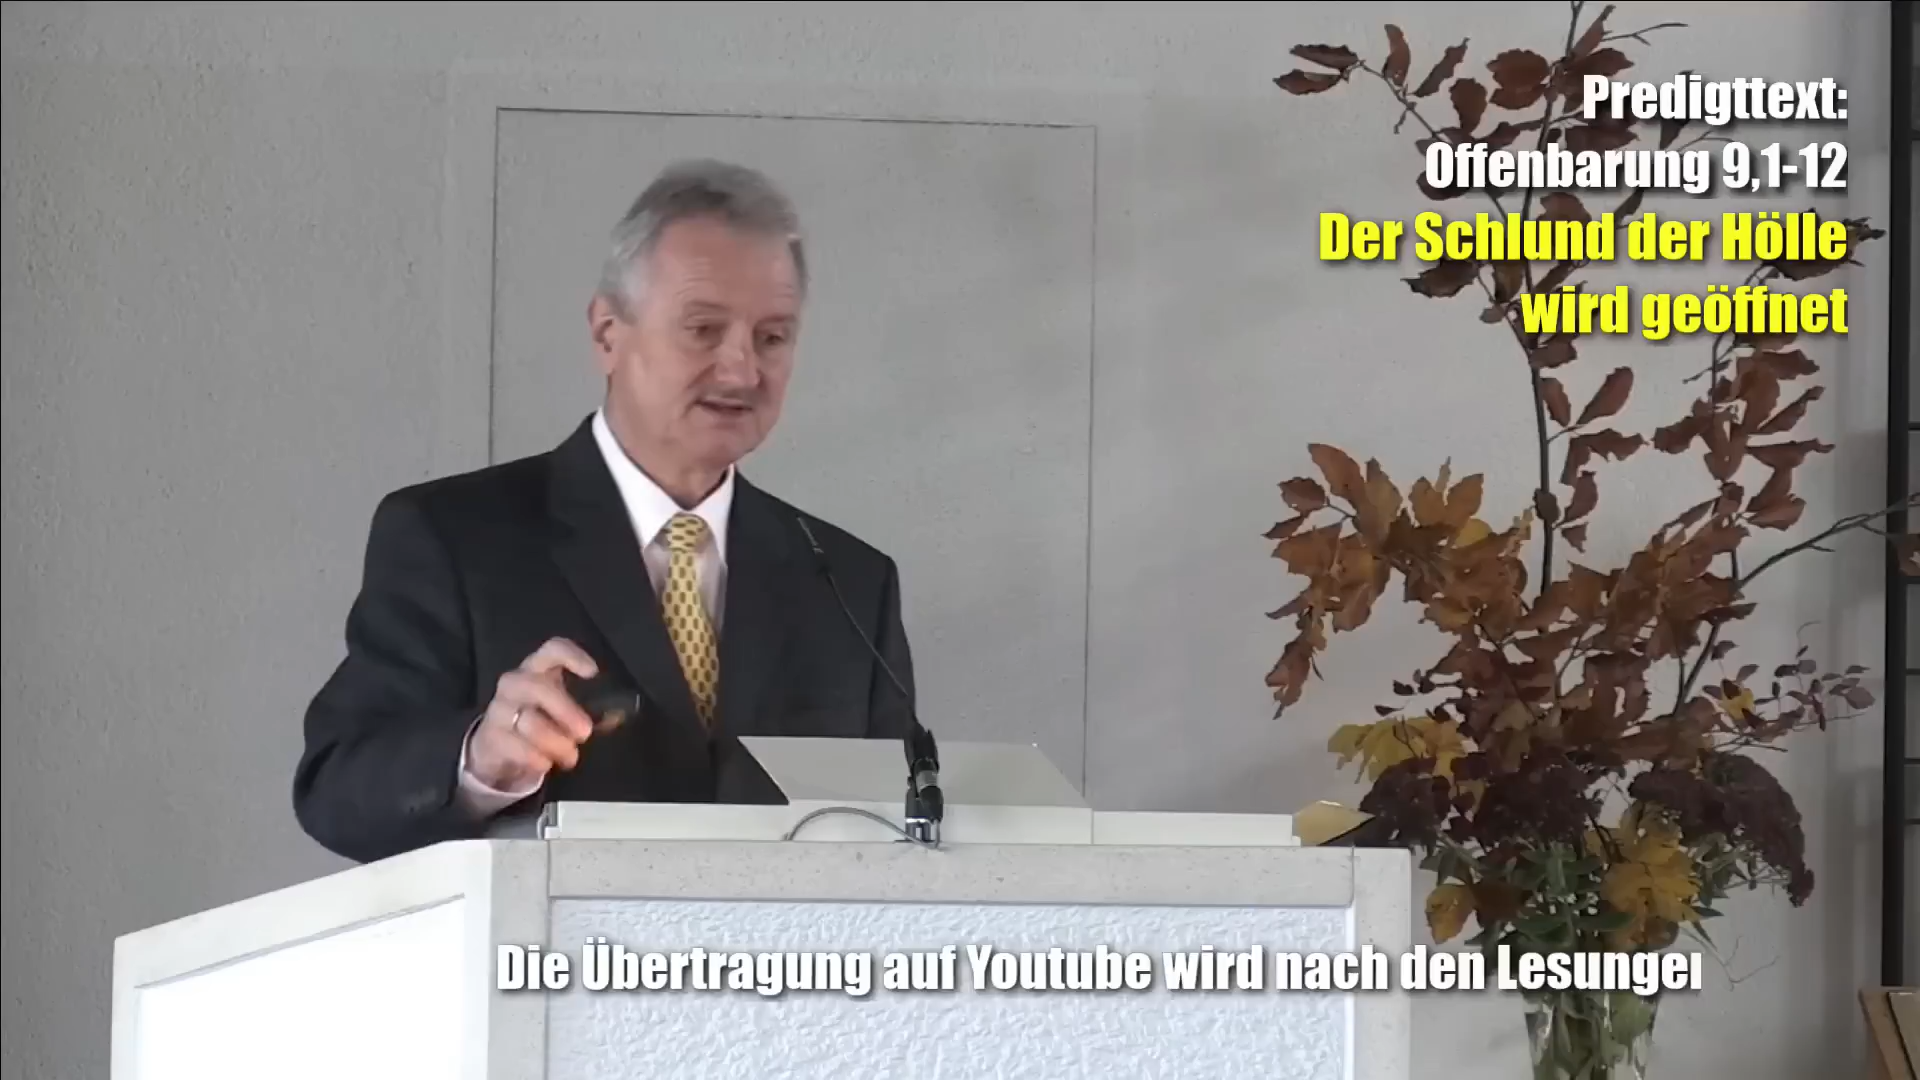 Predigttext:
Offenbarung 9,1-12
Der Schlund der Hölle
wird geöffnet
Die Übertragung auf Youtube wird nach den